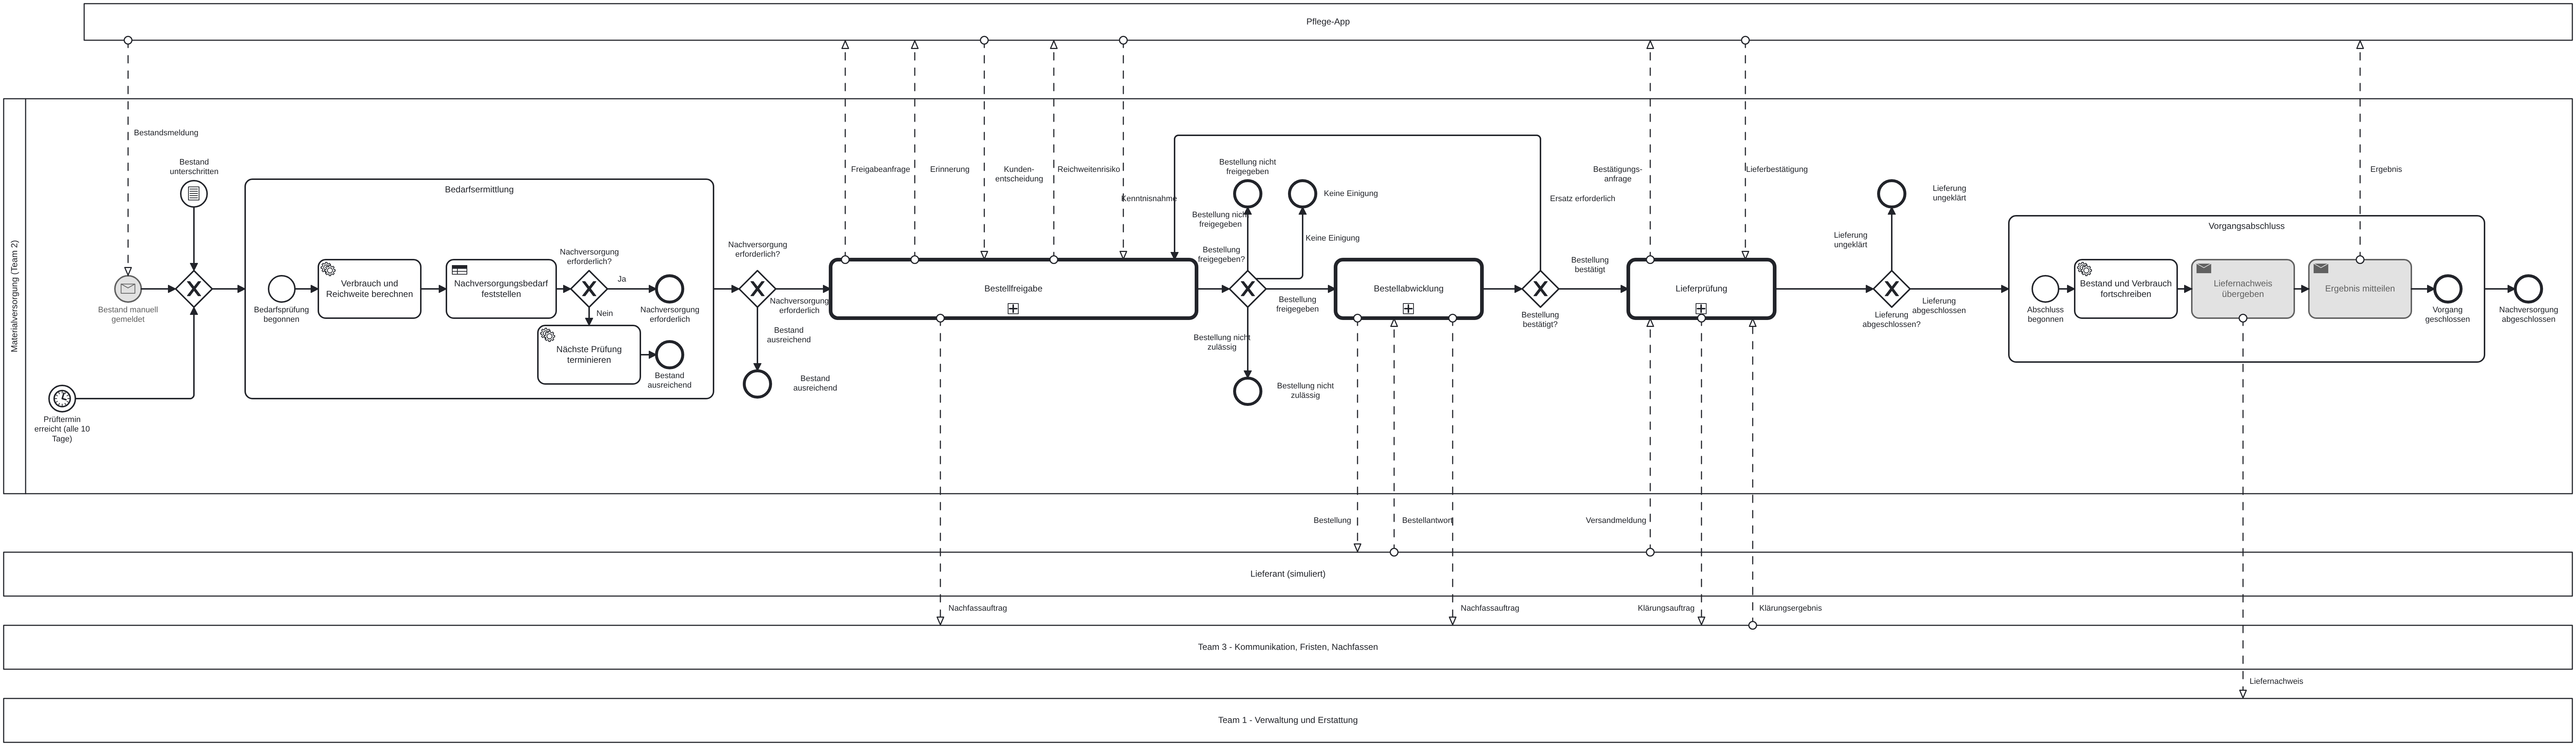 Pflege-App
Materialversorgung (Team 2)
Bestandsmeldung
Bestand
unterschritten
Bestand manuell
gemeldet
Prüftermin
erreicht (alle 10
Tage)
Bedarfsermittlung
Bedarfsprüfung
begonnen
Verbrauch und
Reichweite berechnen
Nachversorgungsbedarf
feststellen
Nachversorgung
erforderlich?
Ja
Nein
Nachversorgung
erforderlich
Nächste Prüfung
terminieren
Bestand
ausreichend
Nachversorgung
erforderlich?
Nachversorgung
erforderlich
Bestand
ausreichend
Bestand
ausreichend
Freigabeanfrage
Erinnerung
Kunden-
entscheidung
Reichweitenrisiko
Kenntnisnahme
Bestellfreigabe
Bestellung nicht
freigegeben
Bestellung nicht
freigegeben
Bestellung
freigegeben?
Keine Einigung
Keine Einigung
Bestellung
freigegeben
Bestellung nicht
zulässig
Bestellung nicht
zulässig
Bestellabwicklung
Ersatz erforderlich
Bestellung
bestätigt
Bestellung
bestätigt?
Bestätigungs-
anfrage
Lieferbestätigung
Lieferprüfung
Lieferung
ungeklärt
Lieferung
ungeklärt
Lieferung
abgeschlossen?
Lieferung
abgeschlossen
Vorgangsabschluss
Abschluss
begonnen
Bestand und Verbrauch
fortschreiben
Liefernachweis
übergeben
Ergebnis mitteilen
Ergebnis
Vorgang
geschlossen
Nachversorgung
abgeschlossen
Bestellung
Bestellantwort
Versandmeldung
Lieferant (simuliert)
Nachfassauftrag
Nachfassauftrag
Klärungsauftrag
Klärungsergebnis
Team 3 - Kommunikation, Fristen, Nachfassen
Liefernachweis
Team 1 - Verwaltung und Erstattung